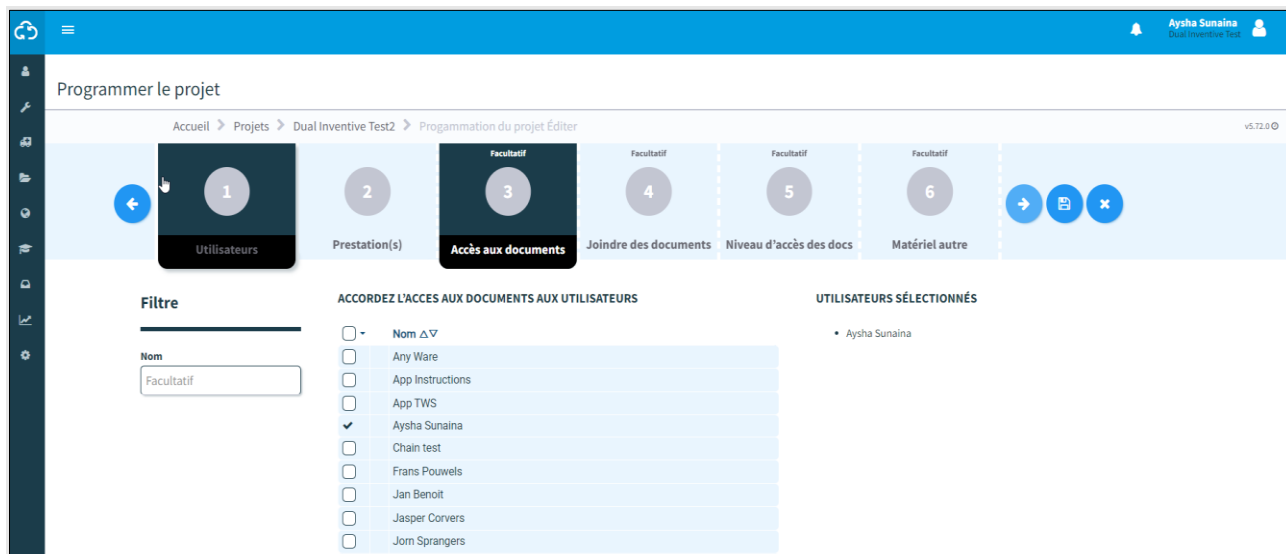 Aysha Sunaina
Dual Inventive Test
Programmer le projet
Accueil Projets Dual Inventive Test2 Progammation du projet Éditer
v5.72.0
1
Utilisateurs
2
Prestation(s)
Facultatif
3
Accès aux documents
Facultatif
4
Joindre des documents
Facultatif
5
Niveau d'accès des docs
Facultatif
6
Matériel autre
Filtre
Nom
Facultatif
ACCORDEZ L'ACCES AUX DOCUMENTS AUX UTILISATEURS
Nom
Any Ware
App Instructions
App TWS
Aysha Sunaina
Chain test
Frans Pouwels
Jan Benoit
Jasper Corvers
Jorn Sprangers
UTILISATEURS SÉLECTIONNÉS
Aysha Sunaina